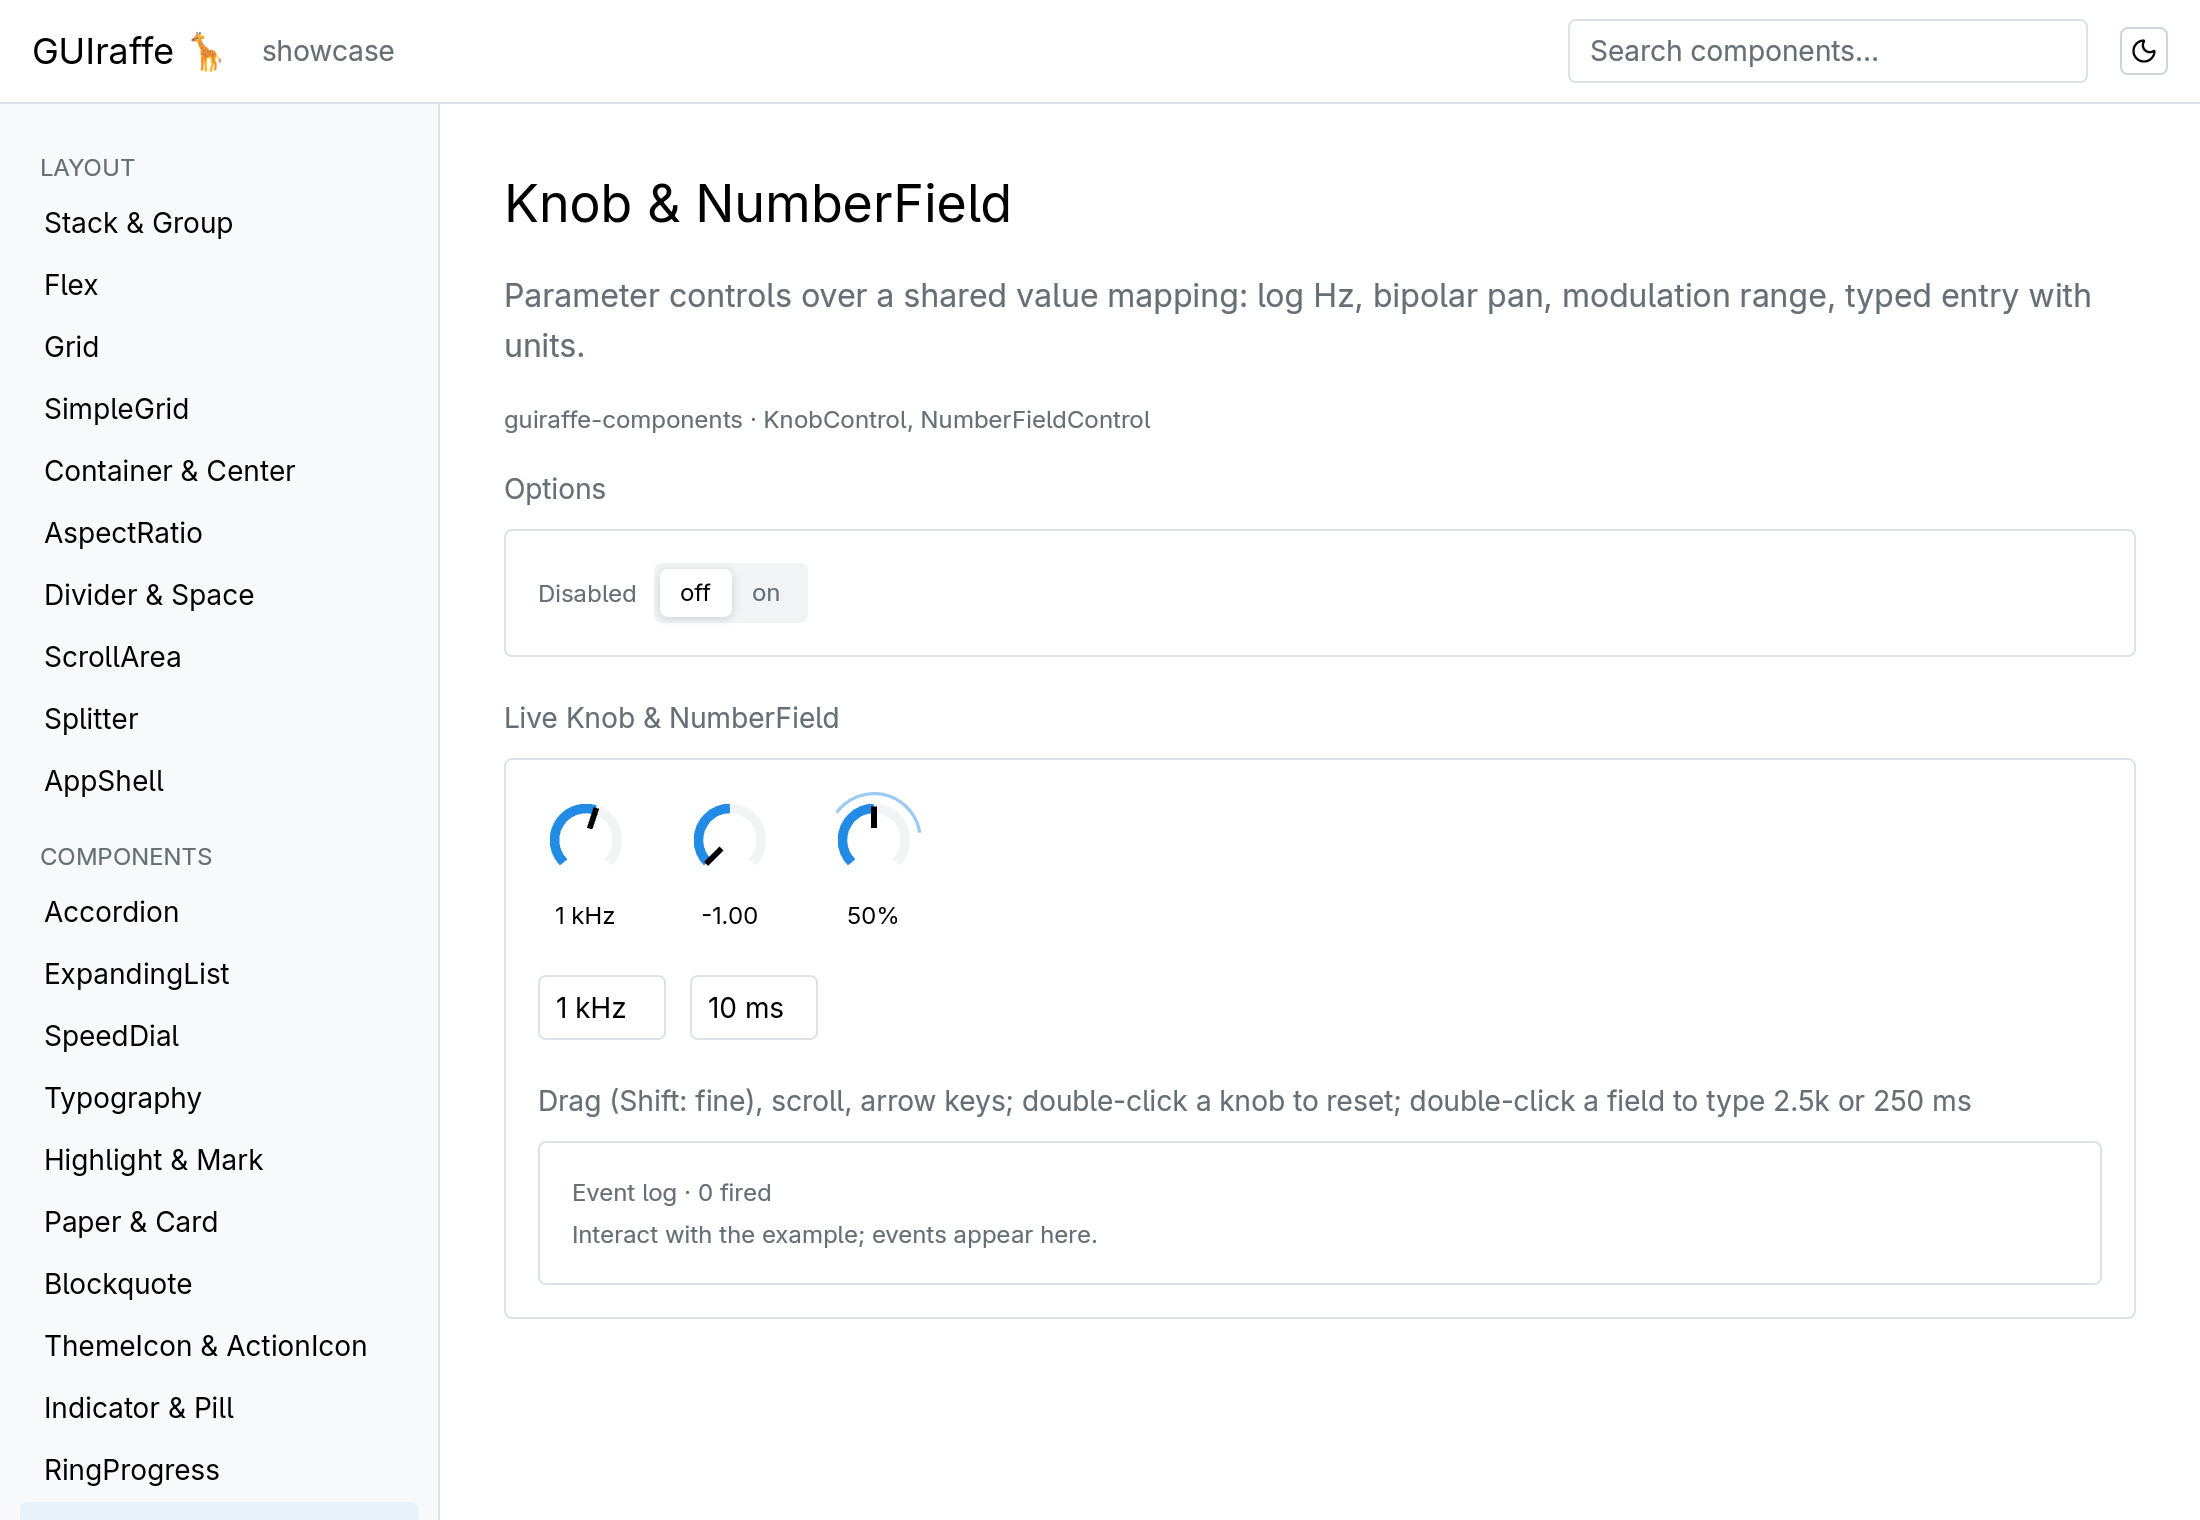 GUIraffe 🦒 showcase Search components...
LAYOUT
Stack & Group
Flex
Grid
SimpleGrid
Container & Center
AspectRatio
Divider & Space
ScrollArea
Splitter
AppShell
COMPONENTS
Accordion
ExpandingList
SpeedDial
Typography
Highlight & Mark
Paper & Card
Blockquote
ThemeIcon & ActionIcon
Indicator & Pill
RingProgress
Knob & NumberField
Parameter controls over a shared value mapping: log Hz, bipolar pan, modulation range, typed entry with
units.
guiraffe-components · KnobControl, NumberFieldControl
Options
Disabled off on
Live Knob & NumberField
1 kHz -1.00 50%
1 kHz 10 ms
Drag (Shift: fine), scroll, arrow keys; double-click a knob to reset; double-click a field to type 2.5k or 250 ms
Event log · 0 fired
Interact with the example; events appear here.